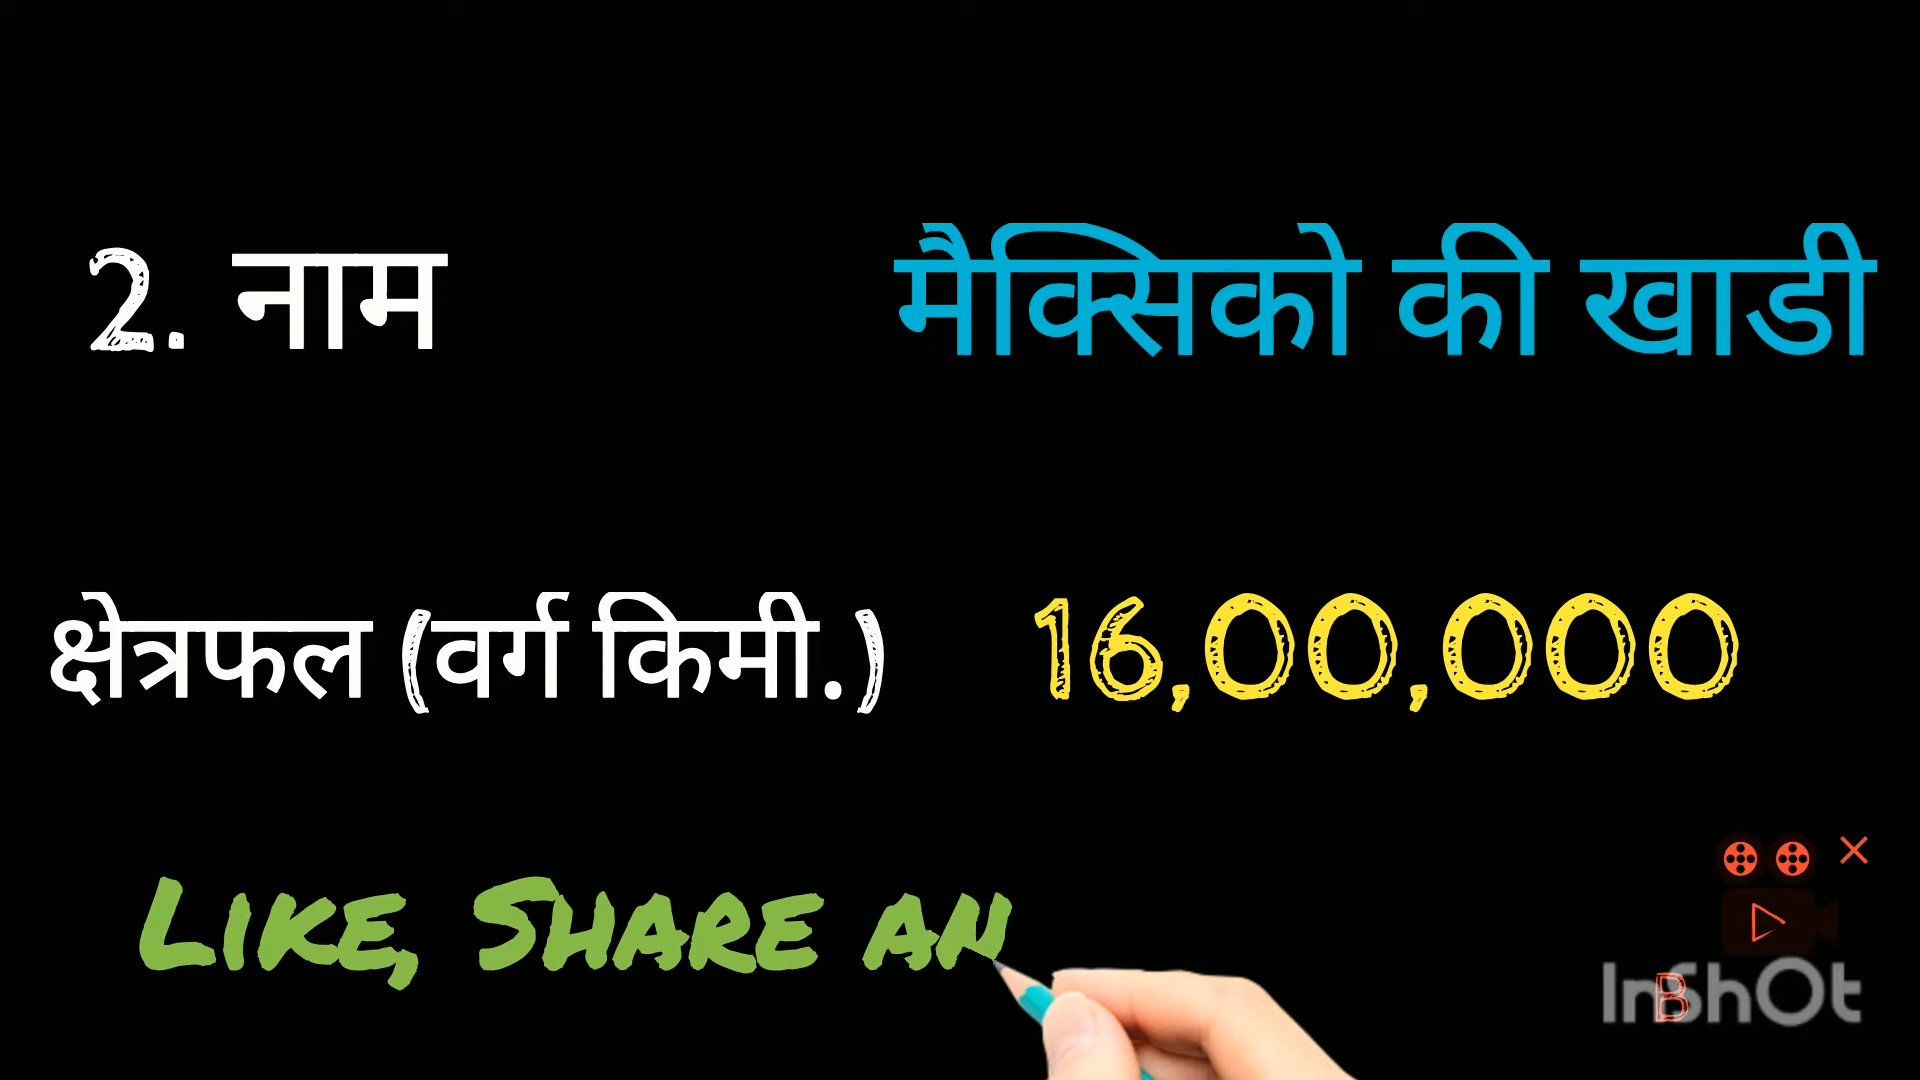 2. नाम मैक्सिको की खाडी
क्षेत्रफल (वर्ग किमी.) 16,00,000
LIKE, SHARE AN
InShOt
B